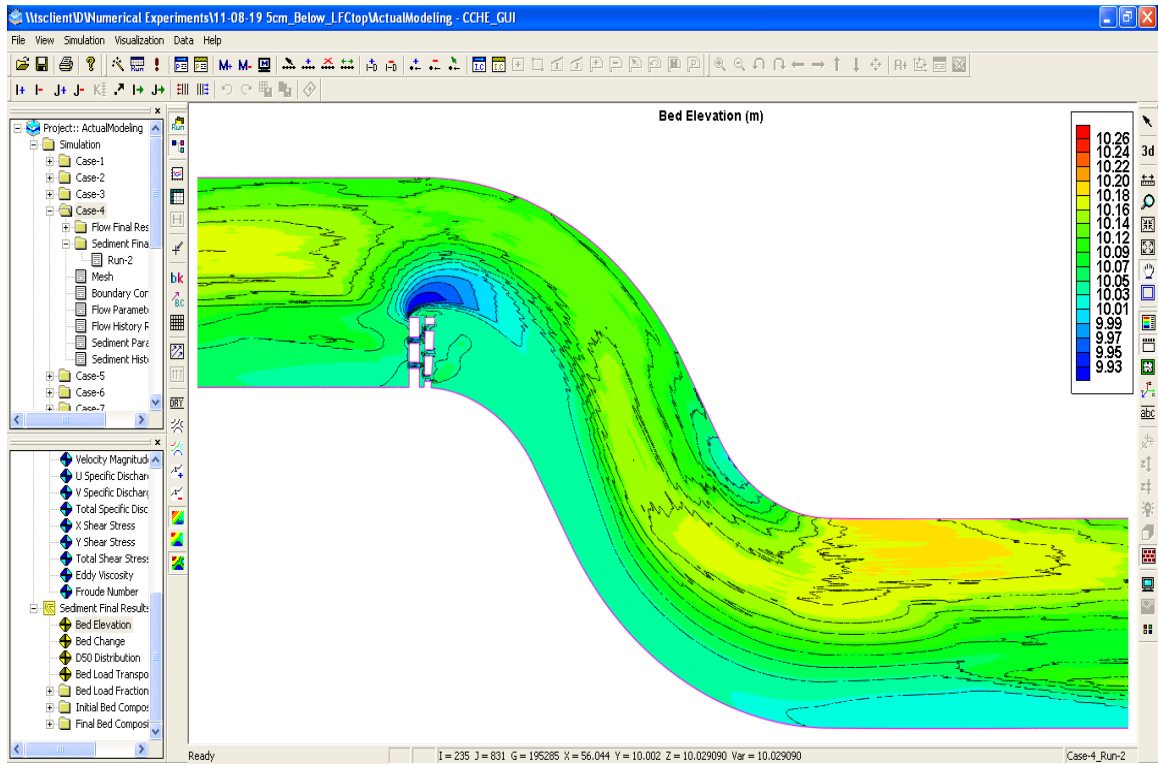 \\tsclient\D\Numerical Experiments\11-08-19 5cm_Below_LFCtop\ActualModeling - CCHE_GUI
File View Simulation Visualization Data Help
Project:: ActualModeling
Simulation
Case-1
Case-2
Case-3
Case-4
Flow Final Res
Sediment Fina
Run-2
Mesh
Boundary Con
Flow Paramet
Flow History R
Sediment Para
Sediment Histo
Case-5
Case-6
Case-7
Velocity Magnitud
U Specific Dischar
V Specific Discharg
Total Specific Disc
X Shear Stress
Y Shear Stress
Total Shear Stress
Eddy Viscosity
Froude Number
Sediment Final Results
Bed Elevation
Bed Change
D50 Distribution
Bed Load Transpo
Bed Load Fraction
Initial Bed Compos
Final Bed Composi
Run
bk
B.C
DRY
Bed Elevation (m)
10.26
10.24
10.22
10.20
10.18
10.16
10.14
10.12
10.09
10.07
10.05
10.03
10.01
9.99
9.97
9.95
9.93
3d
abc
Ready
I = 235 J = 831 G = 195285 X = 56.044 Y = 10.002 Z = 10.029090 Var = 10.029090
Case-4_Run-2